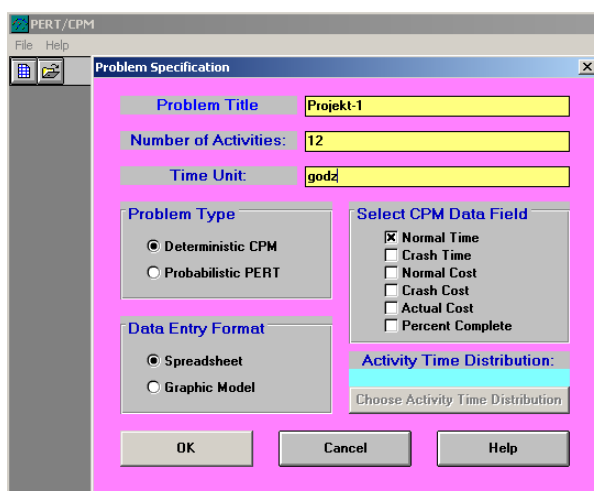 PERT/CPM
File Help
Problem Specification
Problem Title Projekt-1
Number of Activities: 12
Time Unit: godz
Problem Type
Deterministic CPM
Probabilistic PERT
Select CPM Data Field
Normal Time
Crash Time
Normal Cost
Crash Cost
Actual Cost
Percent Complete
Data Entry Format
Spreadsheet
Graphic Model
Activity Time Distribution:
Choose Activity Time Distribution
OK Cancel Help